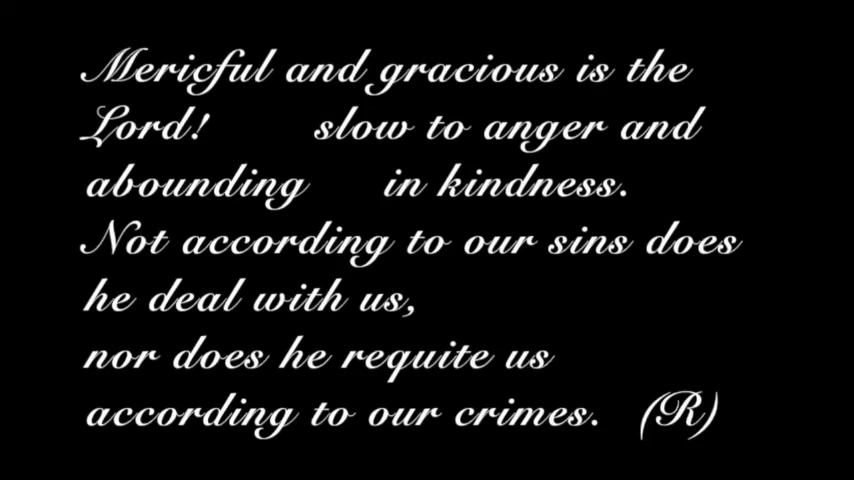 Mericful and gracious is the
Lord! slow to anger and
abounding in kindness.
Not according to our sins does
he deal with us,
nor does he requite us
according to our crimes. (R)